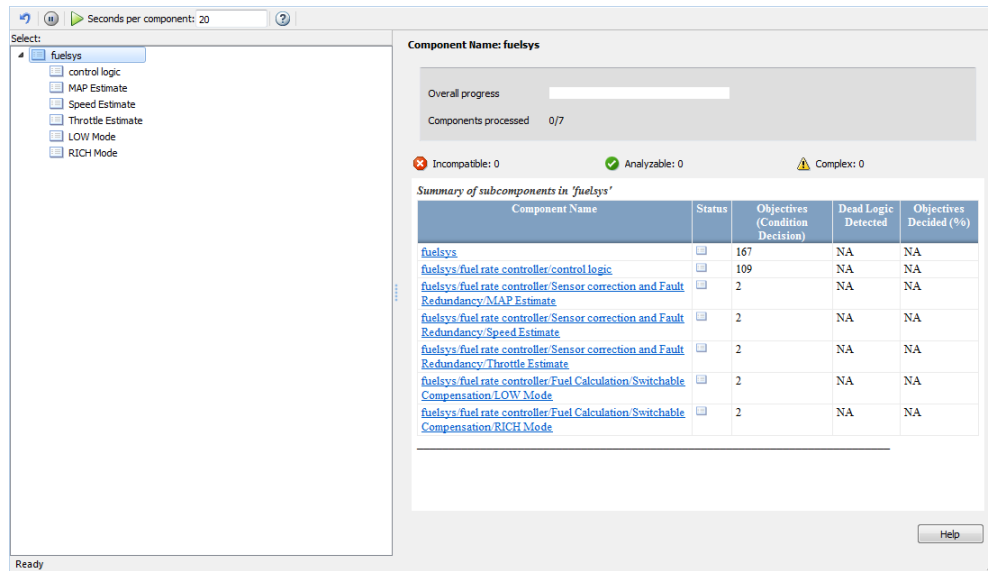 Seconds per component: 20
Select:
fuelsys
control logic
MAP Estimate
Speed Estimate
Throttle Estimate
LOW Mode
RICH Mode
Component Name: fuelsys
Overall progress
Components processed 0/7
Incompatible: 0 Analyzable: 0 Complex: 0
Summary of subcomponents in 'fuelsys'
Component Name Status Objectives (Condition Decision) Dead Logic Detected Objectives Decided (%)
fuelsys 167 NA NA
fuelsys/fuel rate controller/control logic 109 NA NA
fuelsys/fuel rate controller/Sensor correction and Fault 2 NA NA
Redundancy/MAP Estimate
fuelsys/fuel rate controller/Sensor correction and Fault 2 NA NA
Redundancy/Speed Estimate
fuelsys/fuel rate controller/Sensor correction and Fault 2 NA NA
Redundancy/Throttle Estimate
fuelsys/fuel rate controller/Fuel Calculation/Switchable 2 NA NA
Compensation/LOW Mode
fuelsys/fuel rate controller/Fuel Calculation/Switchable 2 NA NA
Compensation/RICH Mode
Help
Ready